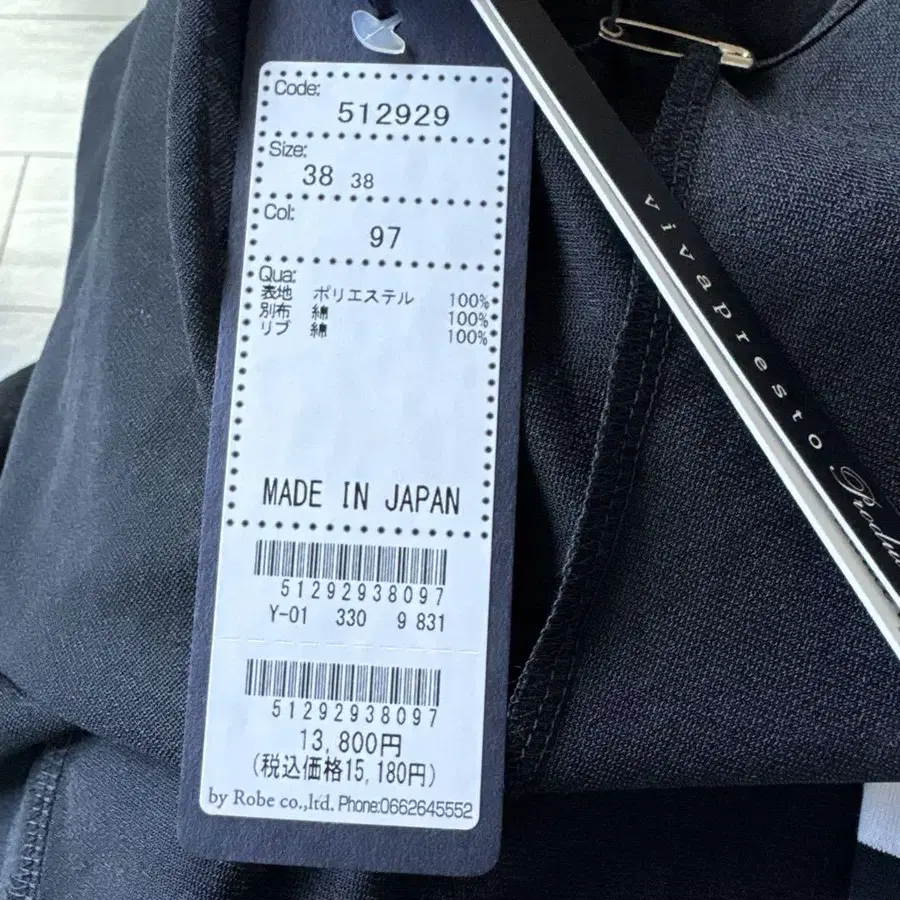 Code:
512929
Size:
38 38
Col:
97
Qua:
表地 ポリエステル 100%
別布 綿 100%
リブ 綿 100%
MADE IN JAPAN
51292938097
Y-01 330 9 831
51292938097
13,800円
(税込価格15,180円)
by Robe co.,ltd. Phone:0662645552
vivapresto